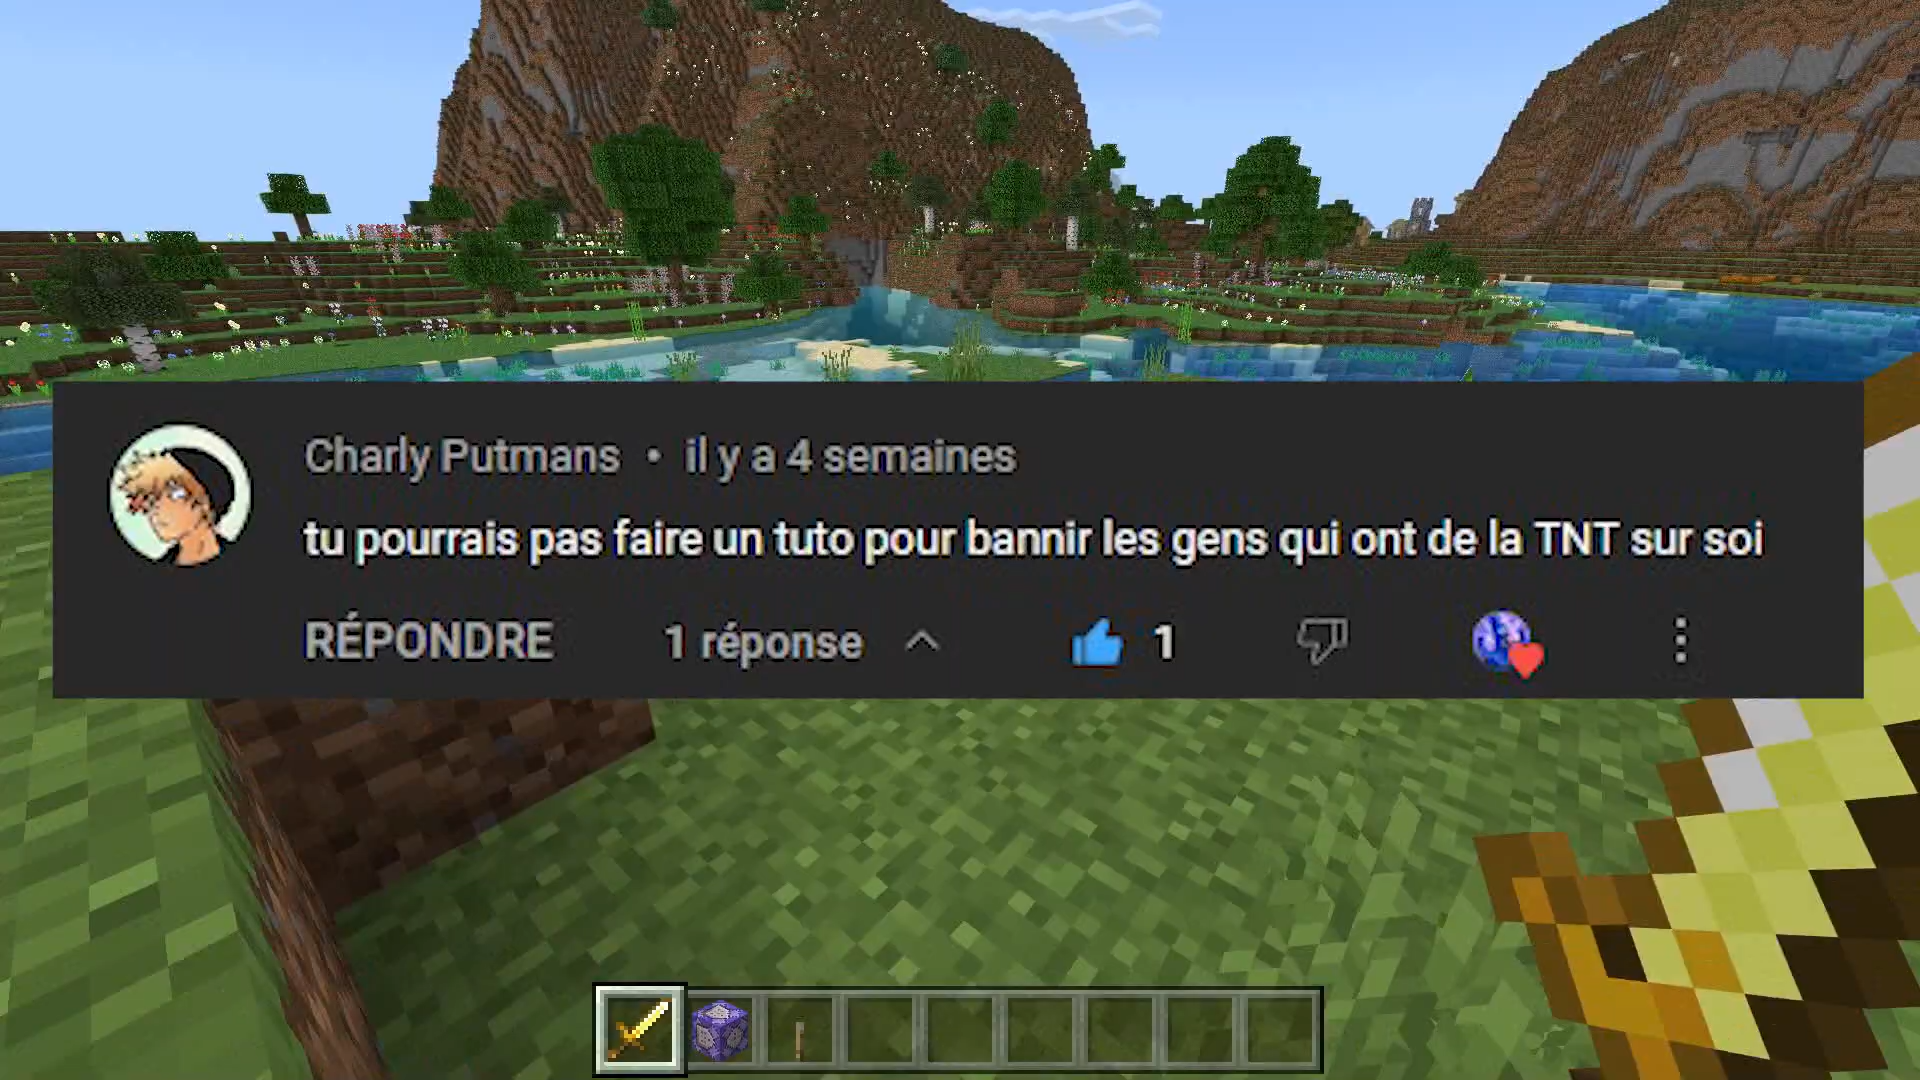 Charly Putmans • il y a 4 semaines
tu pourrais pas faire un tuto pour bannir les gens qui ont de la TNT sur soi
RÉPONDRE 1 réponse 1